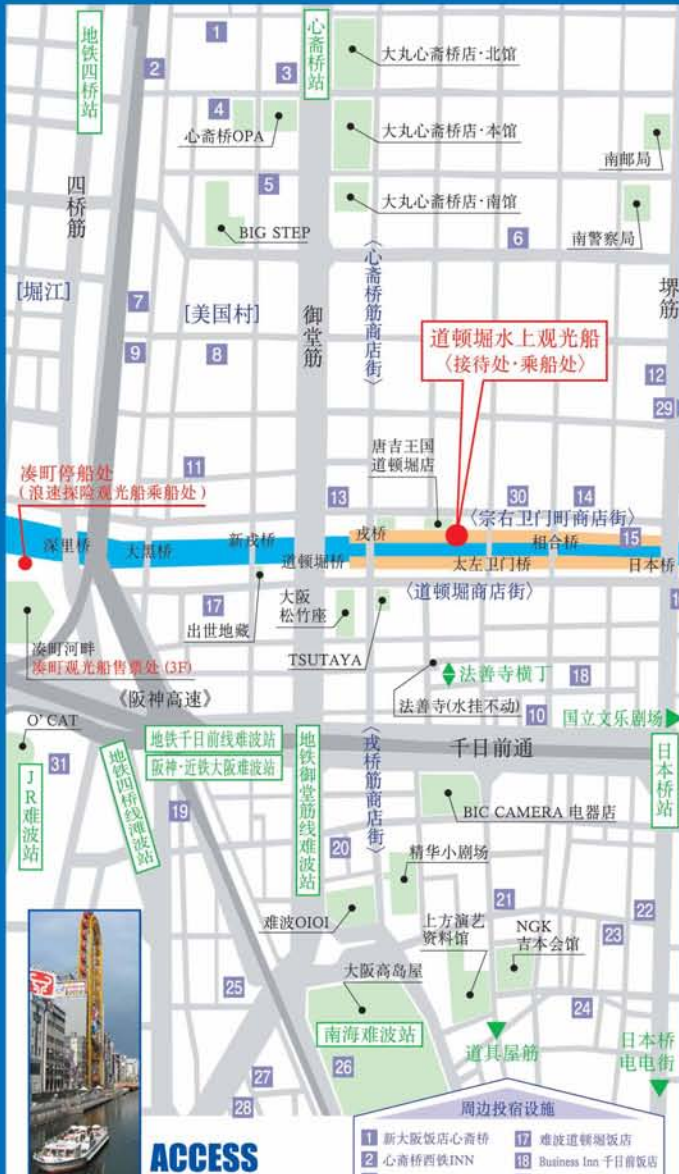 地铁四桥站
1
2
3
心斋桥站
大丸心斋桥店·北馆
4
心斋桥OPA
大丸心斋桥店·本馆
南邮局
四桥筋
5
大丸心斋桥店·南馆
BIG STEP
6
南警察局
[堀江]
7
[美国村]
御堂筋
〈心斋桥筋商店街〉
堺筋
9
8
道顿堀水上观光船
〈接待处·乘船处〉
12
29
唐吉王国
道顿堀店
凑町停船处
(浪速探险观光船乘船处)
11
13
30
14
〈宗右卫门町商店街〉
15
深里桥
大黑桥
新戎桥
道顿堀桥
戎桥
太左卫门桥
相合桥
日本桥
〈道顿堀商店街〉
17
出世地藏
大阪
松竹座
TSUTAYA
凑町河畔
凑町观光船售票处(3F)
法善寺横丁
18
法善寺(水挂不动)
10
《阪神高速》
国立文乐剧场
O'CAT
31
地铁千日前线难波站
阪神·近铁大阪难波站
千日前通
JR难波站
地铁四桥线滩波站
地铁御堂筋线难波站
〈戎桥筋商店街〉
日本桥站
19
BIC CAMERA 电器店
20
精华小剧场
21
22
难波OIOI
上方演艺
资料馆
NGK
吉本会馆
23
大阪高岛屋
25
24
南海难波站
道具屋筋
日本桥
电电街
26
27
28
周边投宿设施
1 新大阪饭店心斋桥
17 难波道顿堀饭店
2 心斋桥西铁INN
18 Business Inn 千日前饭店
ACCESS